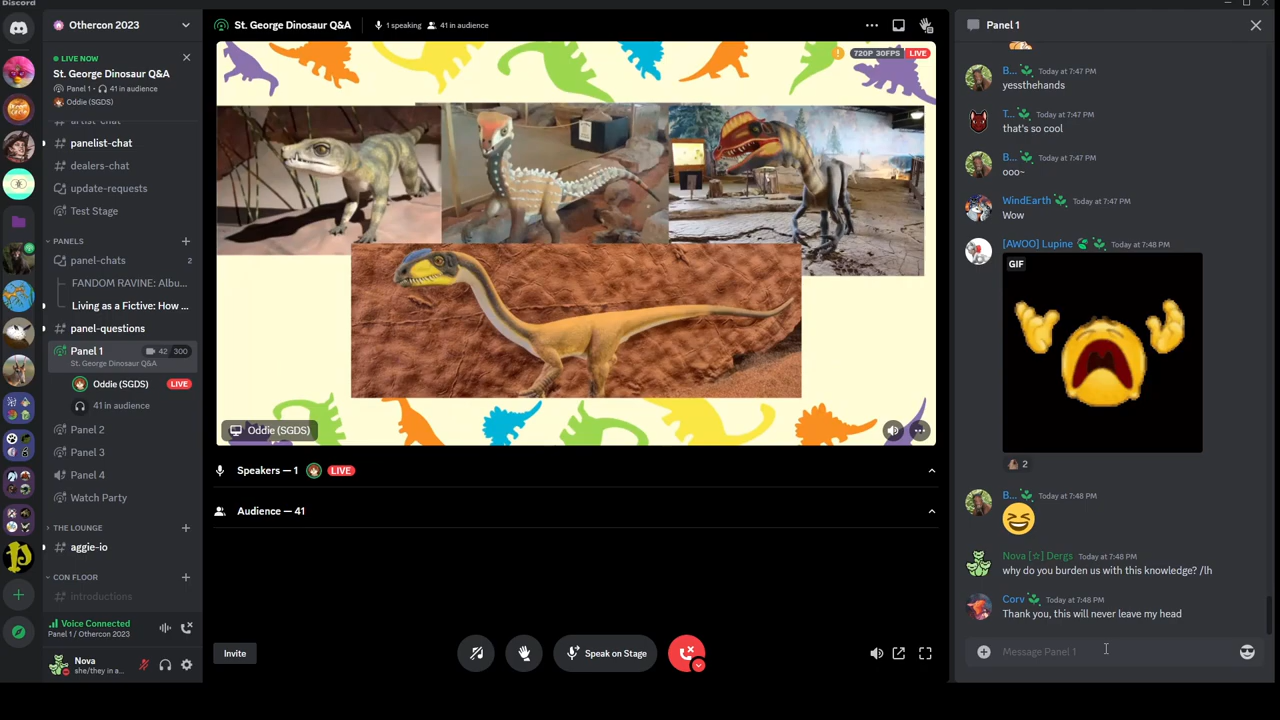 Discord
Othercon 2023
LIVE NOW
St. George Dinosaur Q&A
Panel 1 • 41 in audience
Oddie (SGDS)
artist-chat
panelist-chat
dealers-chat
update-requests
Test Stage
PANELS
panel-chats 2
FANDOM RAVINE: Albu...
Living as a Fictive: How ...
panel-questions
Panel 1 42 300
St. George Dinosaur Q&A
Oddie (SGDS) LIVE
41 in audience
Panel 2
Panel 3
Panel 4
Watch Party
THE LOUNGE
aggie-io
CON FLOOR
introductions
Voice Connected
Panel 1 / Othercon 2023
Nova
she/they in a...
St. George Dinosaur Q&A 1 speaking 41 in audience
720P 30FPS LIVE
Oddie (SGDS)
Speakers — 1 LIVE
Audience — 41
Invite
Speak on Stage
Panel 1
B... Today at 7:47 PM
yessthehands
T... Today at 7:47 PM
that's so cool
B... Today at 7:47 PM
ooo~
WindEarth Today at 7:47 PM
Wow
[AWOO] Lupine Today at 7:48 PM
GIF
2
B... Today at 7:48 PM
Nova [☆] Dergs Today at 7:48 PM
why do you burden us with this knowledge? /lh
Corv Today at 7:48 PM
Thank you, this will never leave my head
Message Panel 1